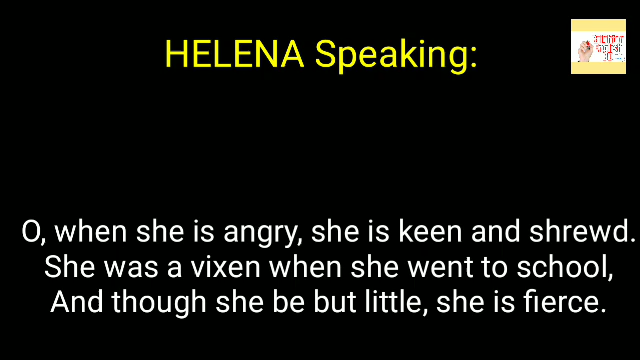 HELENA Speaking:
O, when she is angry, she is keen and shrewd.
She was a vixen when she went to school,
And though she be but little, she is fierce.